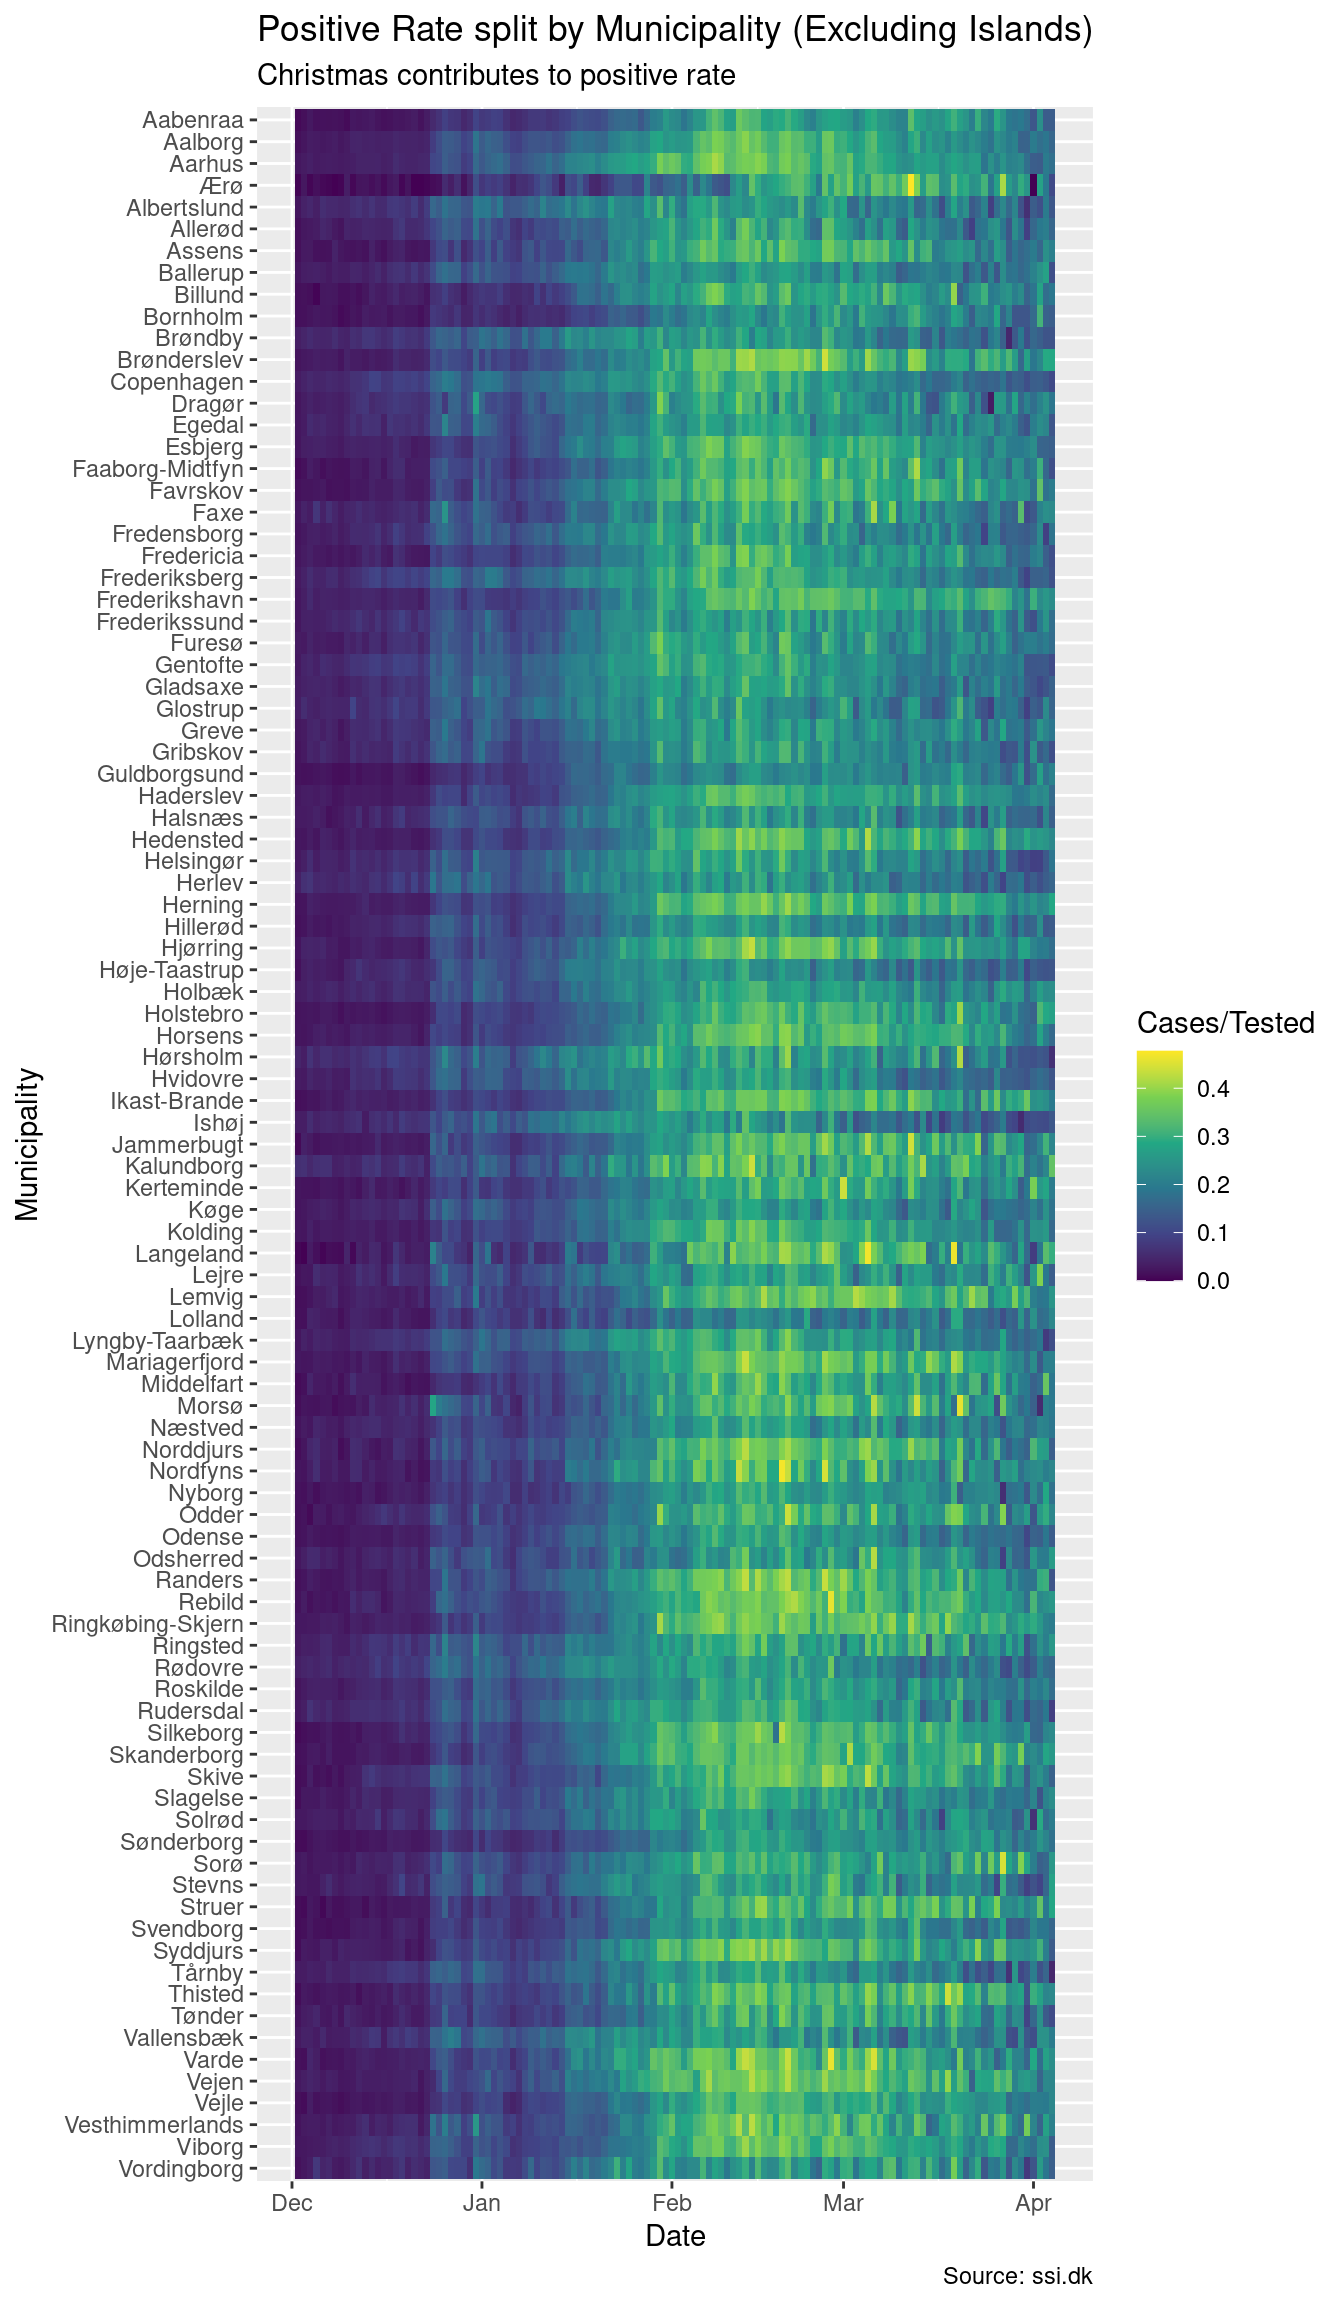 Positive Rate split by Municipality (Excluding Islands)
Christmas contributes to positive rate
Aabenraa
Aalborg
Aarhus
Ærø
Albertslund
Allerød
Assens
Ballerup
Billund
Bornholm
Brøndby
Brønderslev
Copenhagen
Dragør
Egedal
Esbjerg
Faaborg-Midtfyn
Favrskov
Faxe
Fredensborg
Fredericia
Frederiksberg
Frederikshavn
Frederikssund
Furesø
Gentofte
Gladsaxe
Glostrup
Greve
Gribskov
Guldborgsund
Haderslev
Halsnæs
Hedensted
Helsingør
Herlev
Herning
Hillerød
Hjørring
Høje-Taastrup
Holbæk
Holstebro
Horsens
Hørsholm
Hvidovre
Ikast-Brande
Ishøj
Jammerbugt
Kalundborg
Kerteminde
Køge
Kolding
Langeland
Lejre
Lemvig
Lolland
Lyngby-Taarbæk
Mariagerfjord
Middelfart
Morsø
Næstved
Norddjurs
Nordfyns
Nyborg
Odder
Odense
Odsherred
Randers
Rebild
Ringkøbing-Skjern
Ringsted
Rødovre
Roskilde
Rudersdal
Silkeborg
Skanderborg
Skive
Slagelse
Solrød
Sønderborg
Sorø
Stevns
Struer
Svendborg
Syddjurs
Tårnby
Thisted
Tønder
Vallensbæk
Varde
Vejen
Vejle
Vesthimmerlands
Viborg
Vordingborg
Municipality
Dec Jan Feb Mar Apr
Date
Cases/Tested
0.4
0.3
0.2
0.1
0.0
Source: ssi.dk